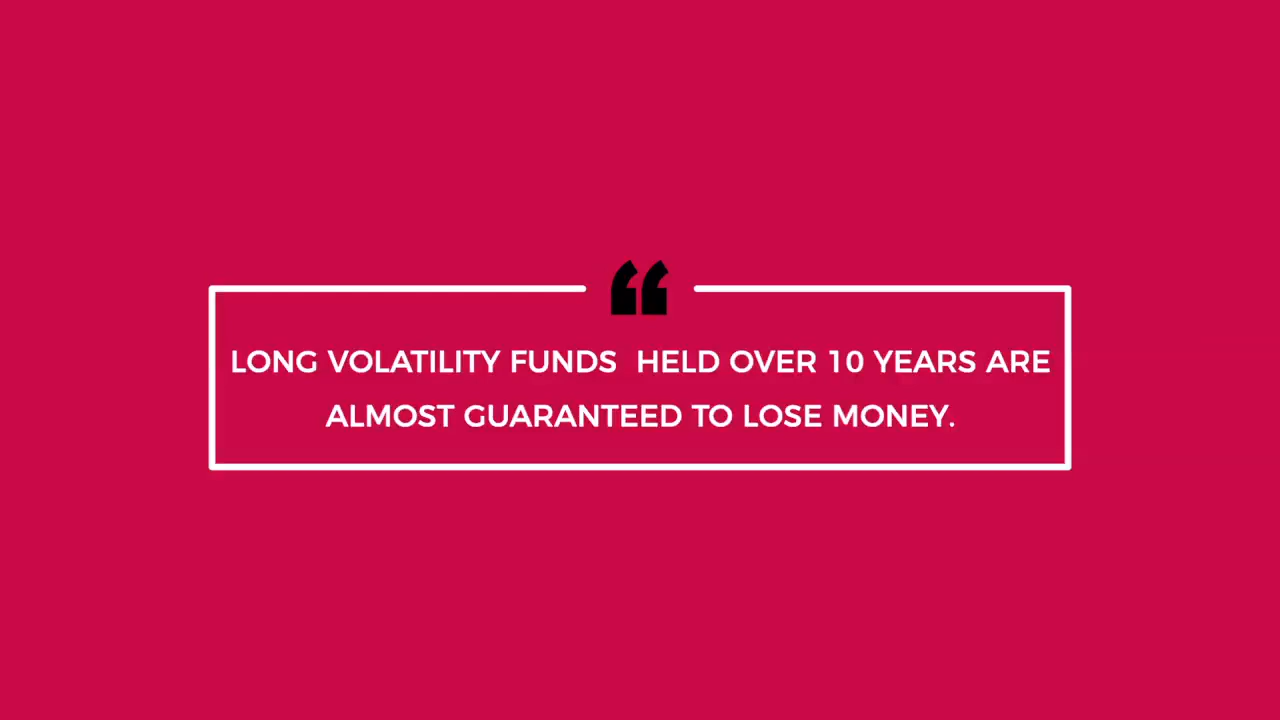 ❝
LONG VOLATILITY FUNDS  HELD OVER 10 YEARS ARE
ALMOST GUARANTEED TO LOSE MONEY.